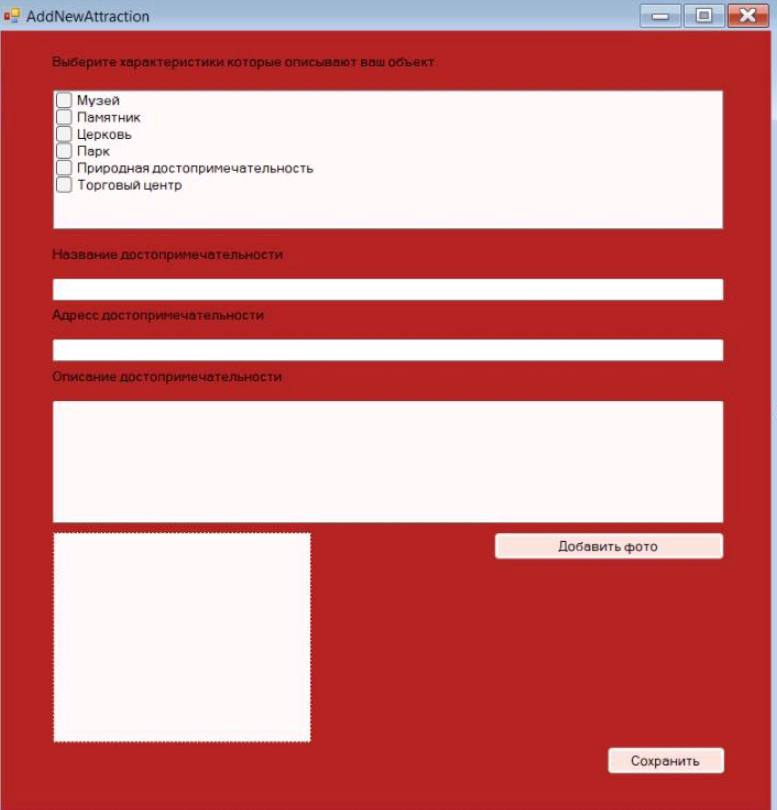 AddNewAttraction
Выберите характеристики которые описывают ваш объект
Музей
Памятник
Церковь
Парк
Природная достопримечательность
Торговый центр
Название достопримечательности
Адресс достопримечательности
Описание достопримечательности
Добавить фото
Сохранить